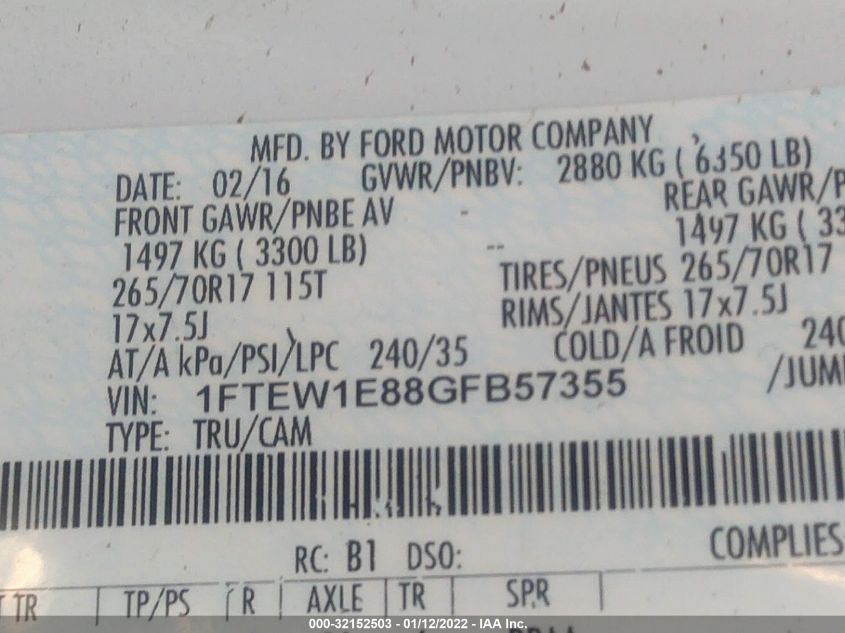 MFD. BY FORD MOTOR COMPANY
DATE: 02/16 GVWR/PNBV: 2880 KG ( 6350 LB)
FRONT GAWR/PNBE AV - REAR GAWR/P
1497 KG ( 3300 LB) -- 1497 KG ( 33
265/70R17 115T TIRES/PNEUS 265/70R17
17x7.5J RIMS/JANTES 17x7.5J
AT/A kPa/PSI/LPC 240/35 COLD/A FROID 240
VIN: 1FTEW1E88GFB57355 /JUM
TYPE: TRU/CAM
RC: B1 DSO: COMPLIES
T TR TP/PS R AXLE TR SPR
000-32152503 - 01/12/2022 - IAA Inc.